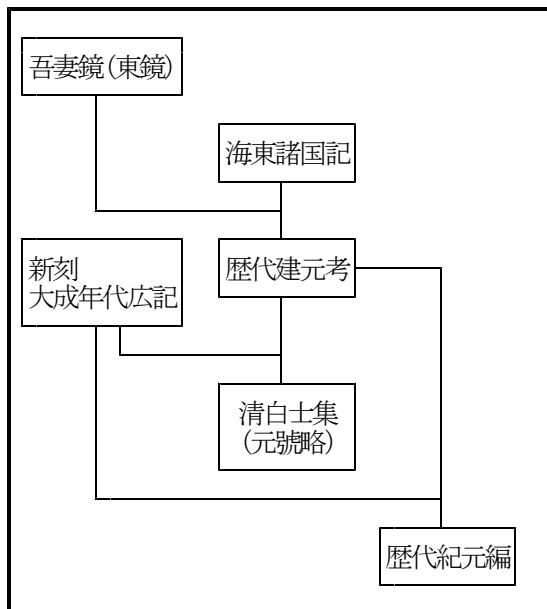 吾妻鏡（東鏡）
海東諸国記
新刻
大成年代広記
歴代建元考
清白士集
（元號略）
歴代紀元編